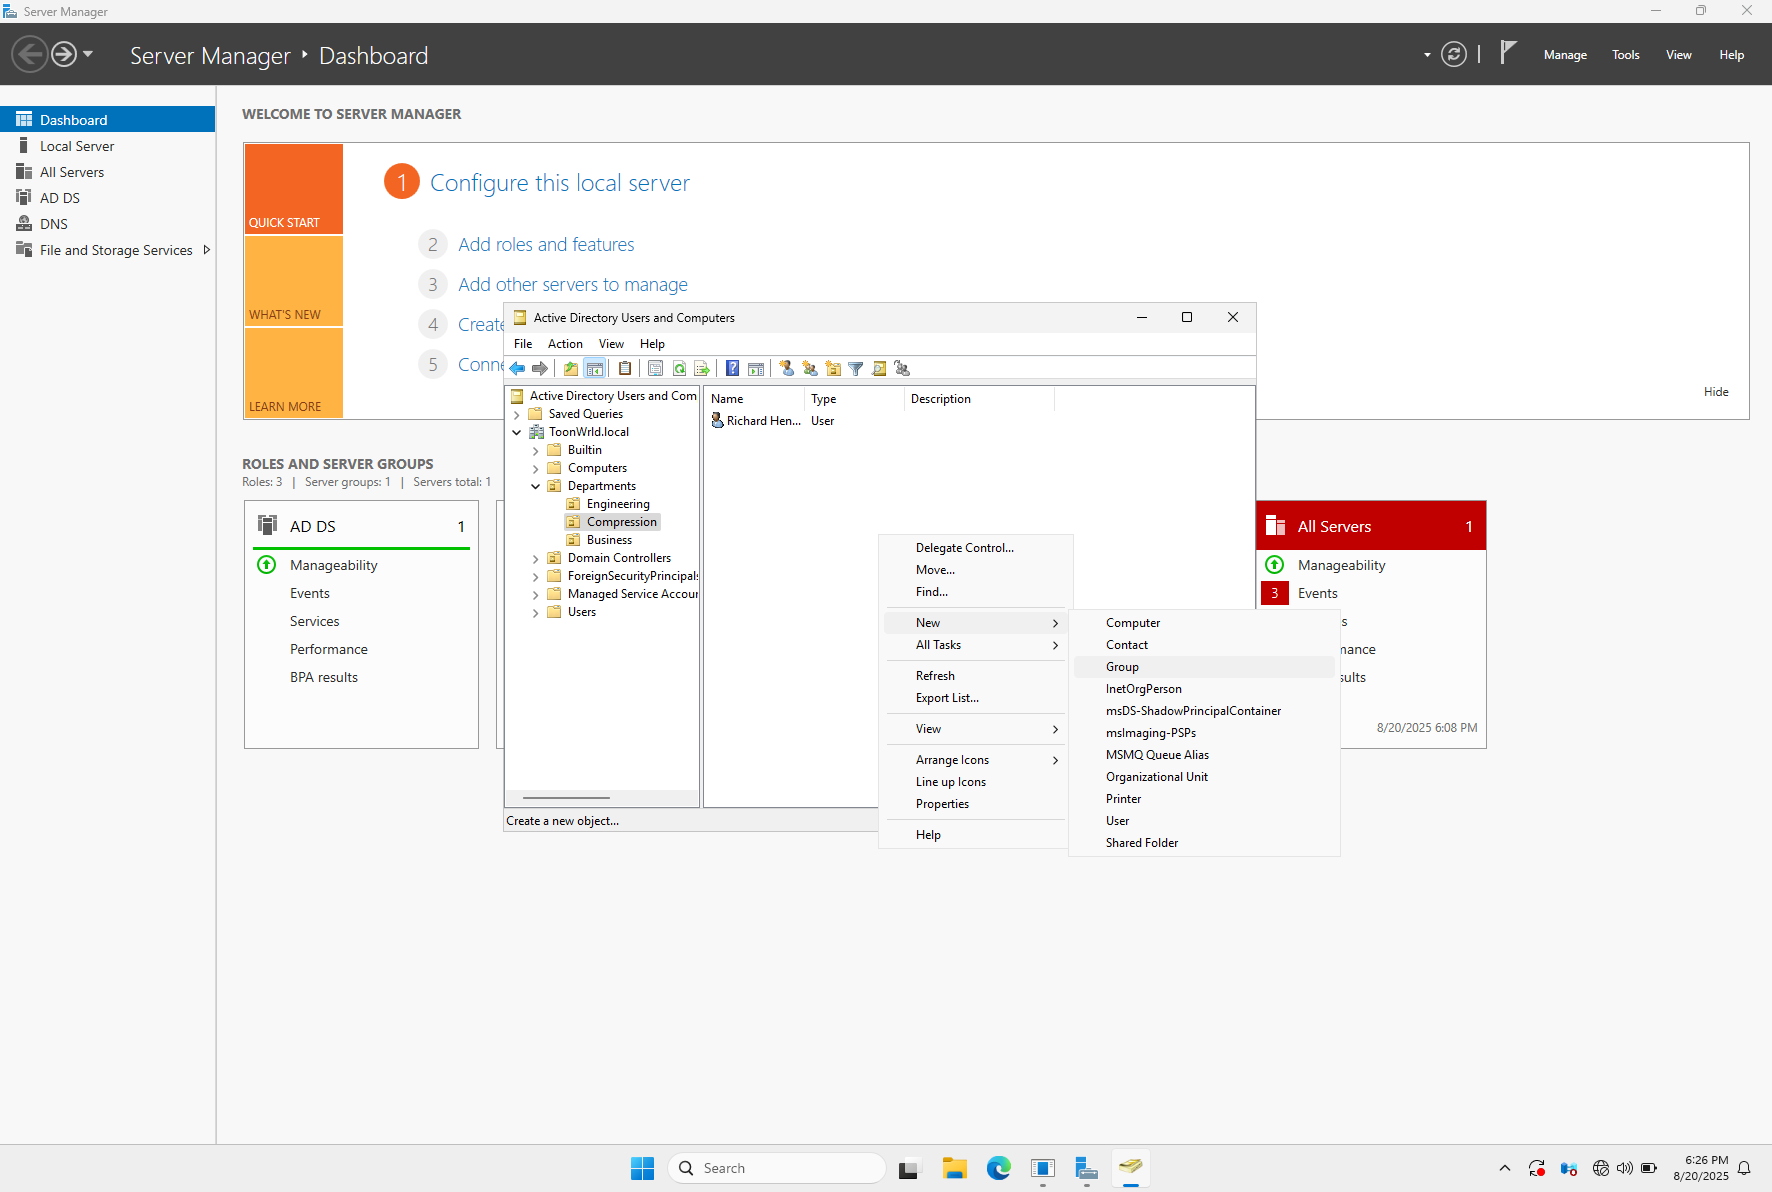 Server Manager
Server Manager ‣ Dashboard
Manage Tools View Help
Dashboard
Local Server
All Servers
AD DS
DNS
File and Storage Services
WELCOME TO SERVER MANAGER
QUICK START
WHAT'S NEW
LEARN MORE
1 Configure this local server
2 Add roles and features
3 Add other servers to manage
4 Create
5 Conne
Hide
ROLES AND SERVER GROUPS
Roles: 3 | Server groups: 1 | Servers total: 1
AD DS 1
Manageability
Events
Services
Performance
BPA results
Active Directory Users and Computers
File Action View Help
Active Directory Users and Com
Saved Queries
ToonWrld.local
Builtin
Computers
Departments
Engineering
Compression
Business
Domain Controllers
ForeignSecurityPrincipals
Managed Service Accour
Users
Name Type Description
Richard Hen... User
Create a new object...
Delegate Control...
Move...
Find...
New
All Tasks
Refresh
Export List...
View
Arrange Icons
Line up Icons
Properties
Help
Computer
Contact
Group
InetOrgPerson
msDS-ShadowPrincipalContainer
msImaging-PSPs
MSMQ Queue Alias
Organizational Unit
Printer
User
Shared Folder
All Servers 1
Manageability
3 Events
s
nance
sults
8/20/2025 6:08 PM
Search
6:26 PM
8/20/2025